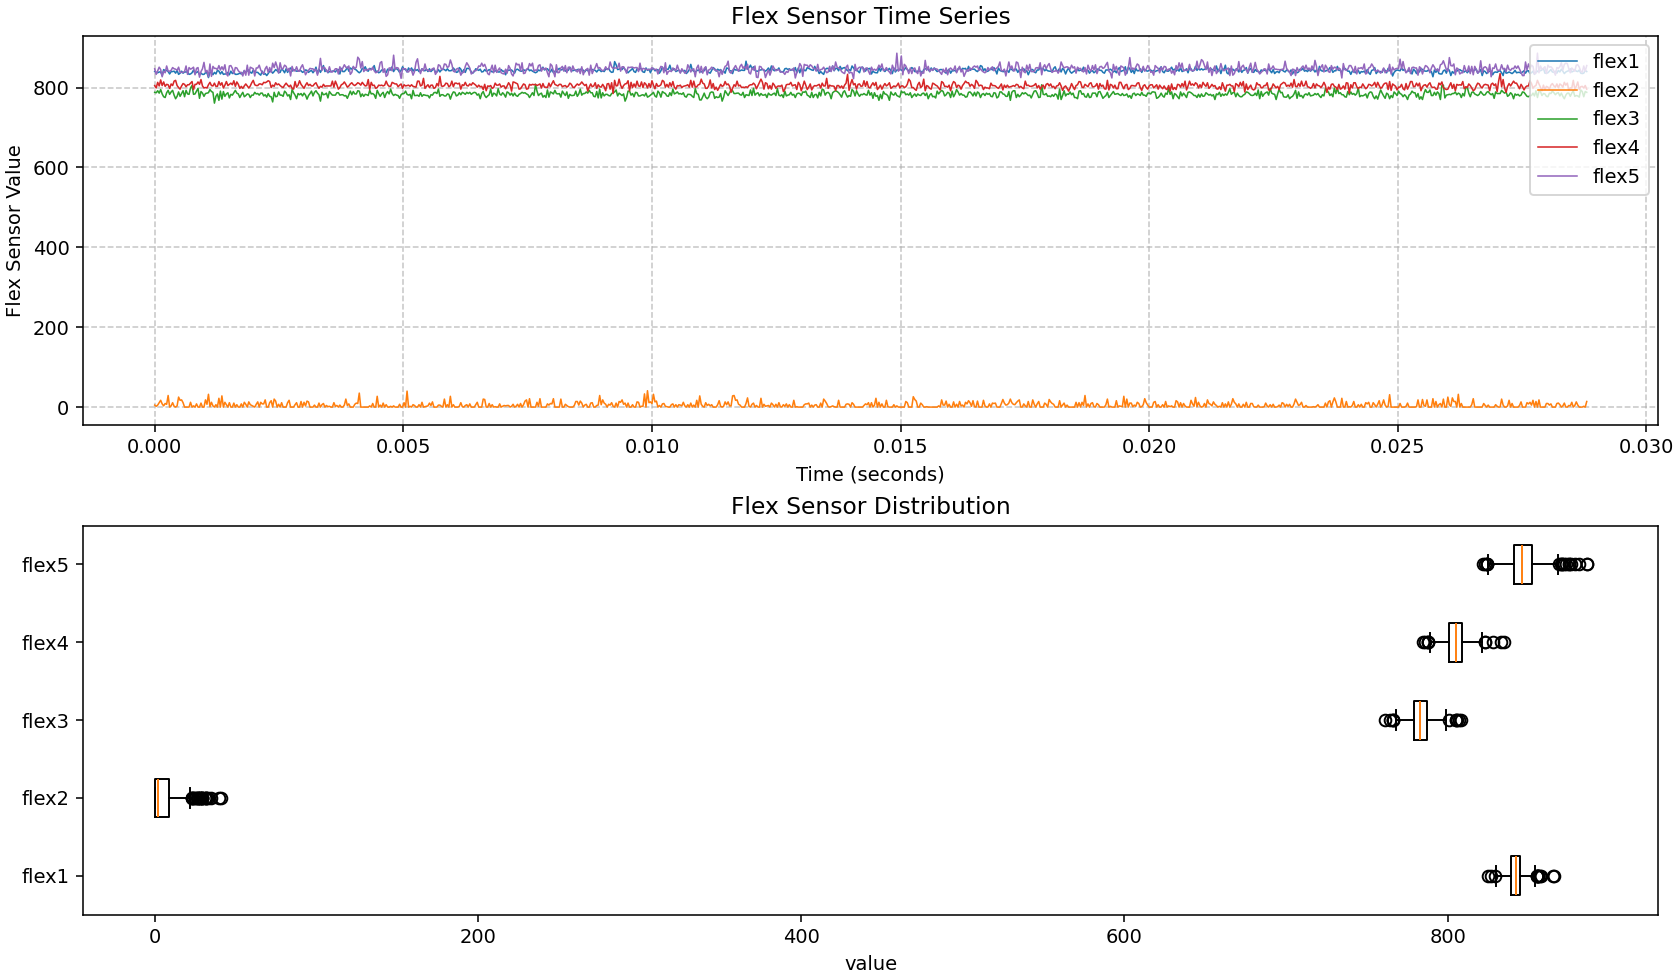 Flex Sensor Time Series
Flex Sensor Value
800
600
400
200
0
flex1
flex2
flex3
flex4
flex5
0.000 0.005 0.010 0.015 0.020 0.025 0.030
Time (seconds)
Flex Sensor Distribution
flex5
flex4
flex3
flex2
flex1
0 200 400 600 800
value